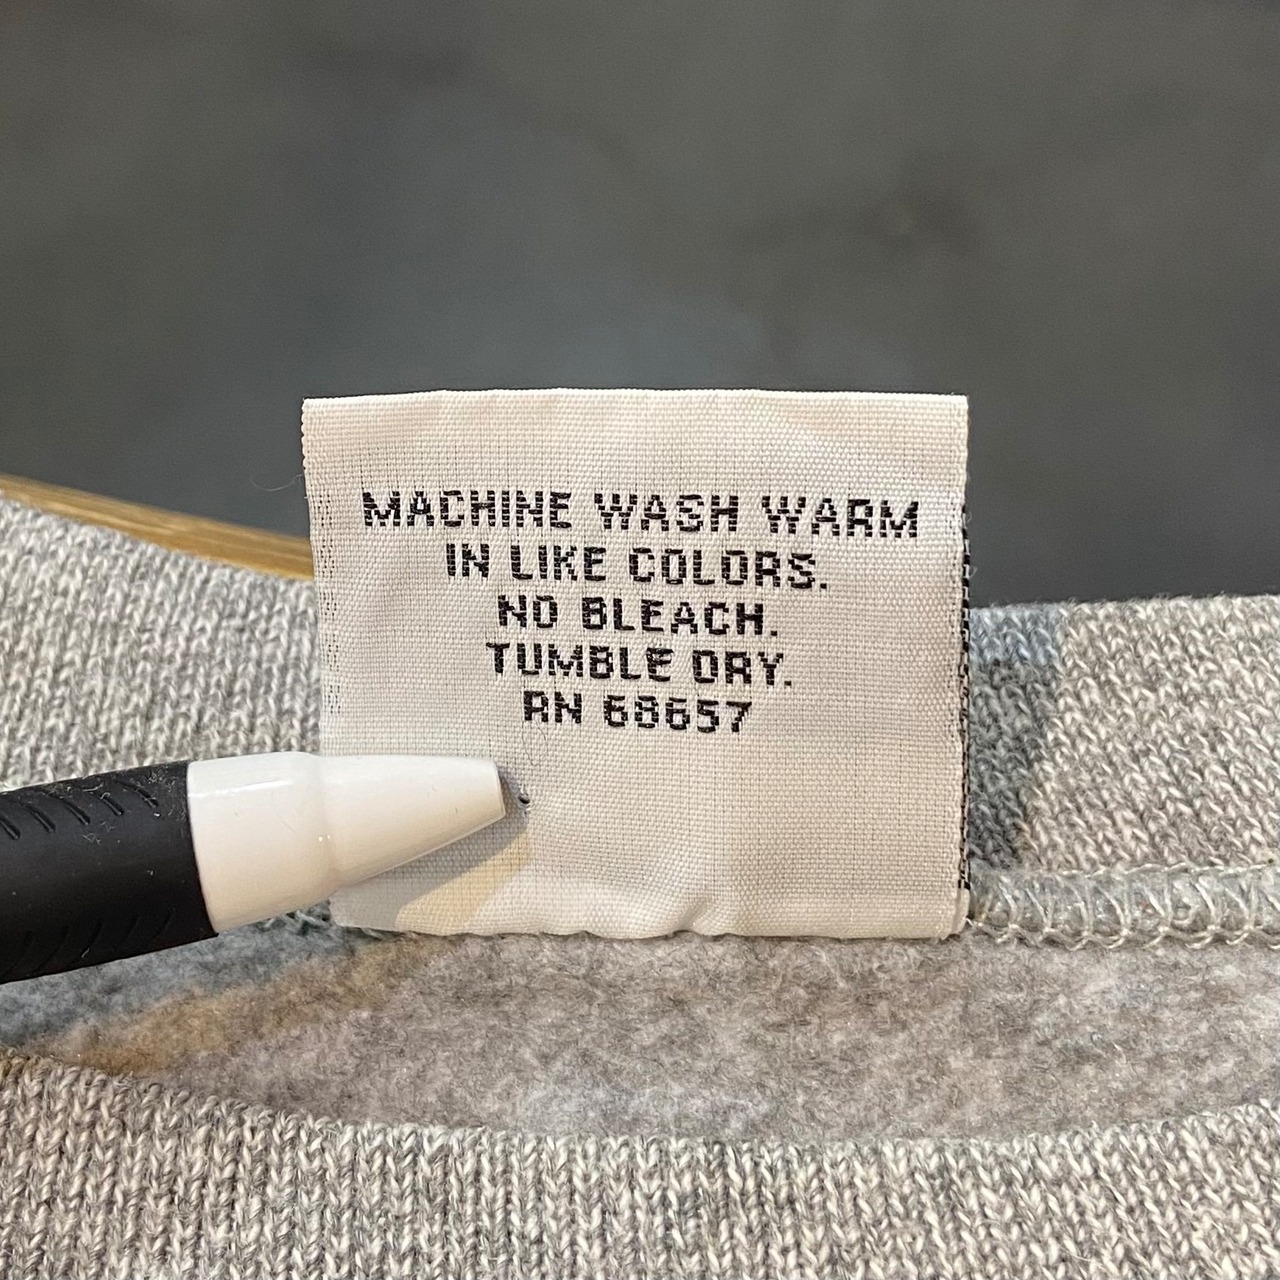 MACHINE WASH WARM
IN LIKE COLORS.
NO BLEACH.
TUMBLE DRY.
RN 68657